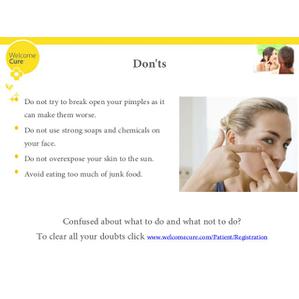 Welcome
Cure
Don'ts
Do not try to break open your pimples as it
can make them worse.
Do not use strong soaps and chemicals on
your face.
Do not overexpose your skin to the sun.
Avoid eating too much of junk food.
Confused about what to do and what not to do?
To clear all your doubts click www.welcomecure.com/Patient/Registration